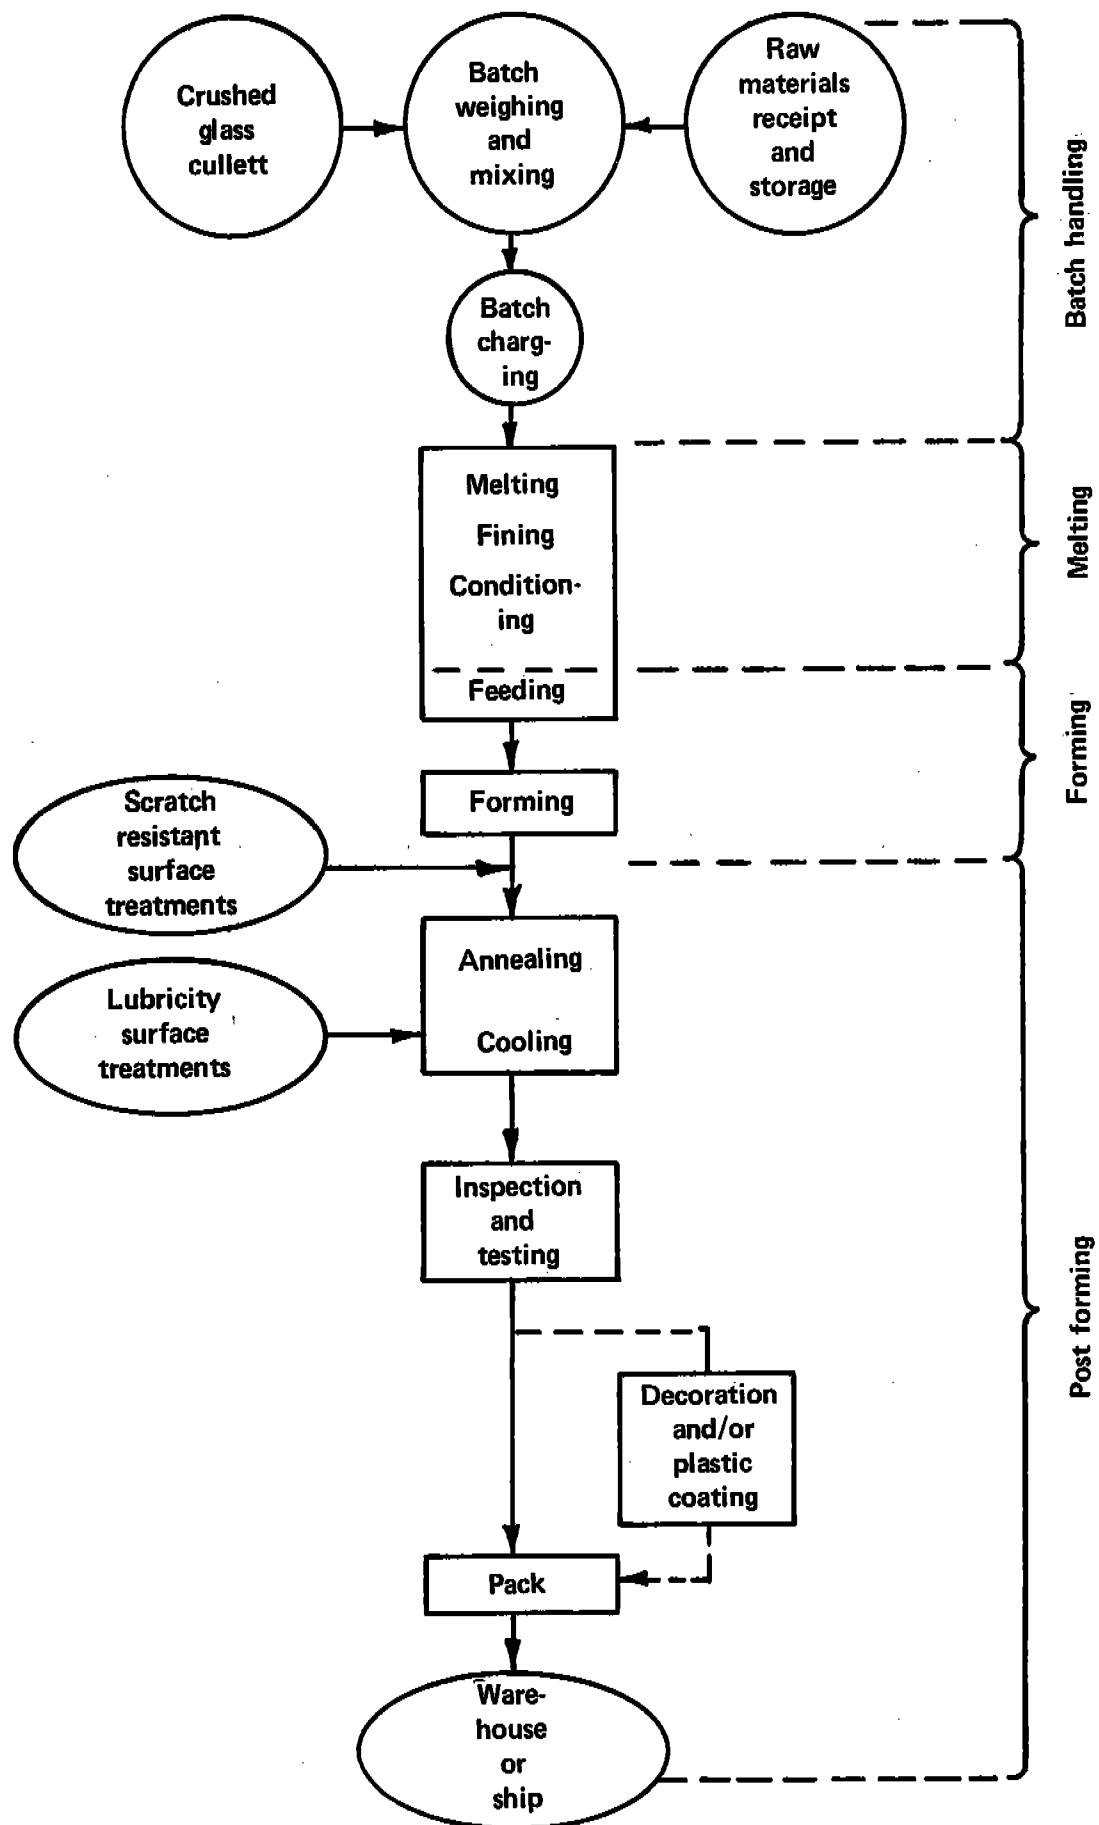 Crushed
glass
cullett
Batch
weighing
and
mixing
Raw
materials
receipt
and
storage
Batch handling
Batch
charg-
ing
Melting
Fining
Condition-
ing
Melting
Feeding
Forming
Forming
Scratch
resistant
surface
treatments
Annealing
Cooling
Lubricity
surface
treatments
Inspection
and
testing
Post forming
Decoration
and/or
plastic
coating
Pack
Ware-
house
or
ship